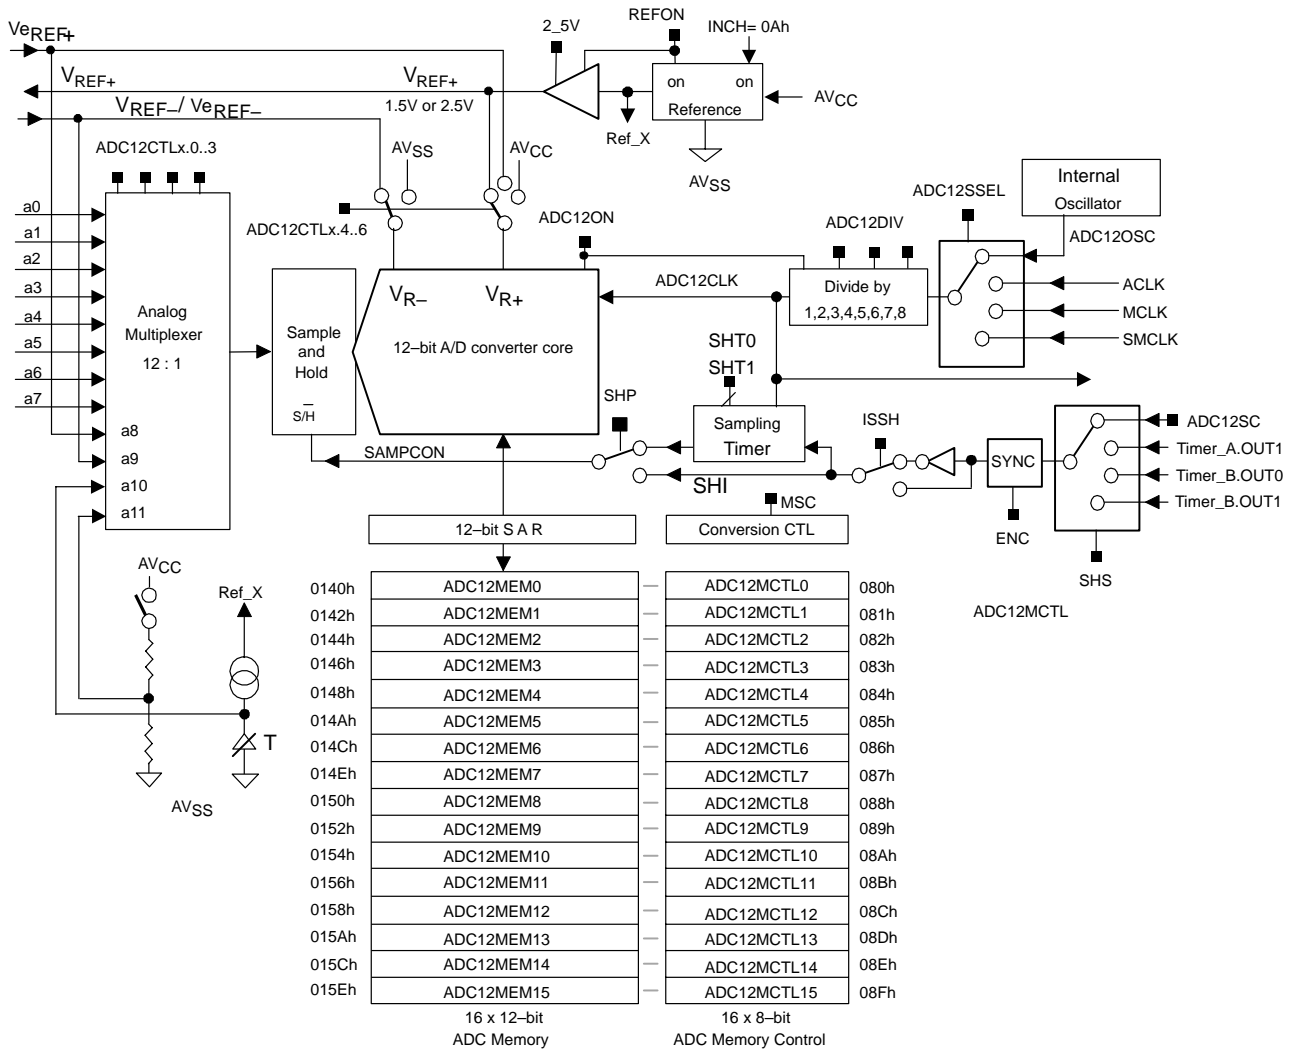 VeREF+
2_5V
REFON
INCH= 0Ah
VREF+
VREF+
1.5V or 2.5V
on
on
Reference
AVCC
VREF–/ VeREF–
Ref_X
AVSS
ADC12CTLx.0..3
AVSS
AVCC
ADC12CTLx.4..6
ADC12ON
ADC12DIV
ADC12SSEL
Internal
Oscillator
ADC12OSC
a0
a1
a2
a3
a4
a5
a6
a7
a8
a9
a10
a11
Analog
Multiplexer
12 : 1
Sample
and
Hold
S/H
VR–
VR+
12–bit A/D converter core
ADC12CLK
Divide by
1,2,3,4,5,6,7,8
ACLK
MCLK
SMCLK
SHT0
SHT1
SHP
Sampling
Timer
SAMPCON
SHI
ISSH
SYNC
ENC
ADC12SC
Timer_A.OUT1
Timer_B.OUT0
Timer_B.OUT1
SHS
MSC
12–bit S A R
Conversion CTL
AVCC
Ref_X
T
AVSS
ADC12MCTL
0140h ADC12MEM0 ADC12MCTL0 080h
0142h ADC12MEM1 ADC12MCTL1 081h
0144h ADC12MEM2 ADC12MCTL2 082h
0146h ADC12MEM3 ADC12MCTL3 083h
0148h ADC12MEM4 ADC12MCTL4 084h
014Ah ADC12MEM5 ADC12MCTL5 085h
014Ch ADC12MEM6 ADC12MCTL6 086h
014Eh ADC12MEM7 ADC12MCTL7 087h
0150h ADC12MEM8 ADC12MCTL8 088h
0152h ADC12MEM9 ADC12MCTL9 089h
0154h ADC12MEM10 ADC12MCTL10 08Ah
0156h ADC12MEM11 ADC12MCTL11 08Bh
0158h ADC12MEM12 ADC12MCTL12 08Ch
015Ah ADC12MEM13 ADC12MCTL13 08Dh
015Ch ADC12MEM14 ADC12MCTL14 08Eh
015Eh ADC12MEM15 ADC12MCTL15 08Fh
16 x 12–bit
ADC Memory
16 x 8–bit
ADC Memory Control